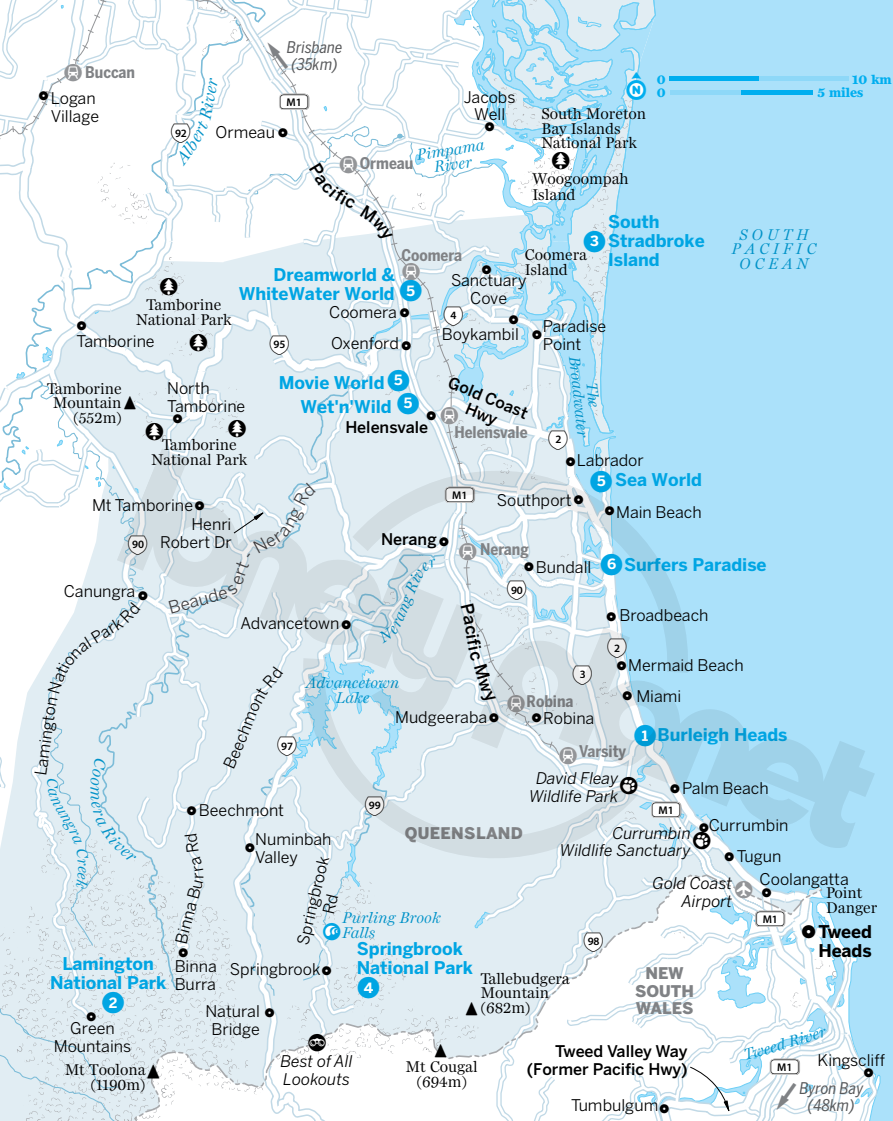 Brisbane
(35km)
0
10 km
0
5 miles
N
Buccan
Logan
Village
M1
Jacobs
Well
South Moreton
Bay Islands
National Park
92
Albert River
Ormeau
Ormeau
Pimpama
River
Woogoompah
Island
Pacific Mwy
South
3
Stradbroke
Island
SOUTH
PACIFIC
OCEAN
Coomera
Coomera
Island
Dreamworld &
WhiteWater World
5
Sanctuary
Cove
Tamborine
National Park
Coomera
4
Boykambil
Paradise
Point
Tamborine
95
Oxenford
The
Broadwater
Movie World
5
Wet'n'Wild
5
Gold Coast
Hwy
Tamborine
Mountain
(552m)
North
Tamborine
Helensvale
Helensvale
Tamborine
National Park
2
Labrador
5
Sea World
M1
Southport
Main Beach
Mt Tamborine
Henri
Robert Dr
Beaudesert - Nerang Rd
90
Nerang
Nerang
Bundall
6
Surfers Paradise
Canungra
90
Nerang River
Advancetown
Broadbeach
Pacific Mwy
2
Lamington National Park Rd
Mermaid Beach
3
Advancetown
Lake
Beechmont Rd
Miami
Robina
Mudgeeraba
Robina
1
Burleigh Heads
97
Varsity
Coomera River
Canungra Creek
David Fleay
Wildlife Park
Palm Beach
99
M1
Beechmont
QUEENSLAND
Currumbin
Currumbin
Wildlife Sanctuary
Numinbah
Valley
Tugun
Binna Burra Rd
Springbrook
Rd
Gold Coast
Airport
Coolangatta
Point
Danger
M1
Purling Brook
Falls
Tweed
Heads
98
Springbrook
National Park
4
Lamington
National Park
2
Binna
Burra
Springbrook
Tallebudgera
Mountain
(682m)
NEW
SOUTH
WALES
Green
Mountains
Natural
Bridge
Tweed River
Best of All
Lookouts
Mt Cougal
(694m)
Mt Toolona
(1190m)
Tweed Valley Way
(Former Pacific Hwy)
M1
Kingscliff
Byron Bay
(48km)
Tumbulgum
lonely planet